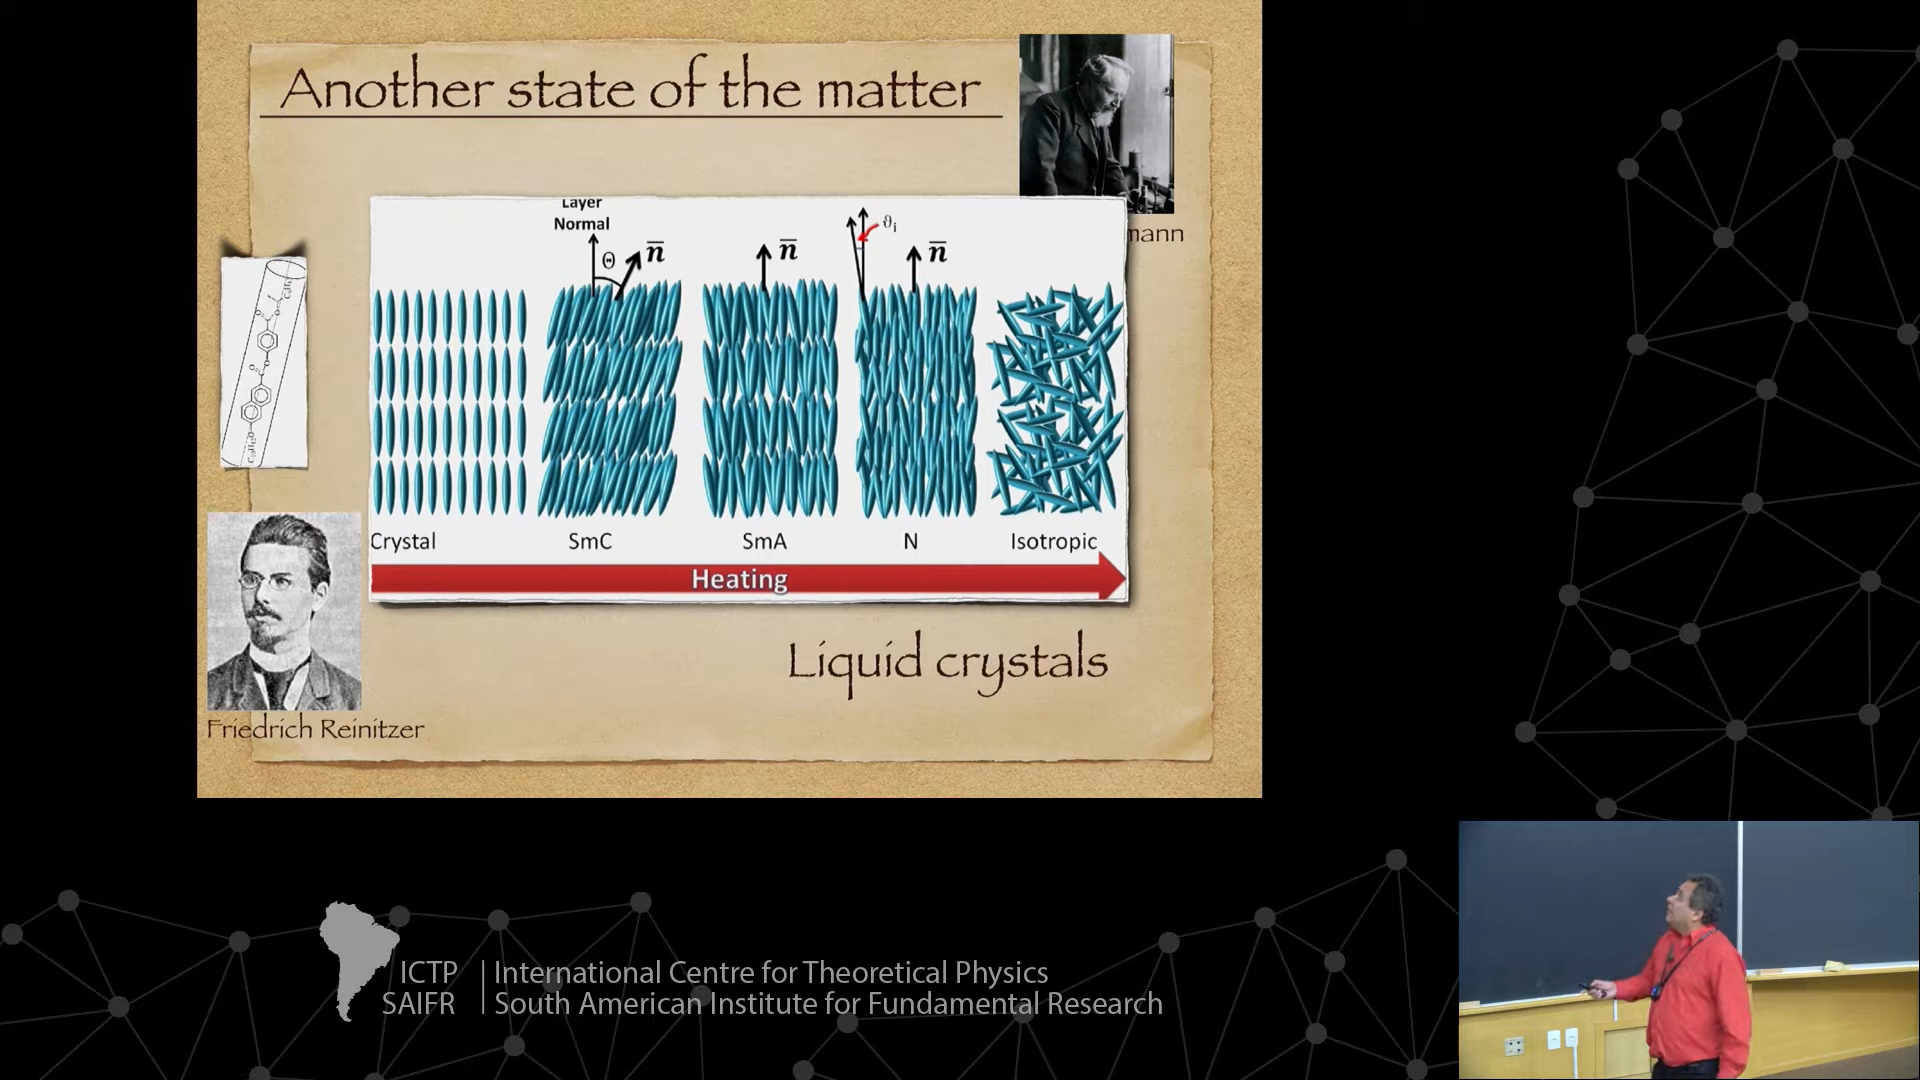 Another state of the matter
mann
Layer
Normal
Θ
n̅
n̅
ϑi
n̅
Crystal
SmC
SmA
N
Isotropic
Heating
Liquid crystals
Friedrich Reinitzer
ICTP
International Centre for Theoretical Physics
SAIFR
South American Institute for Fundamental Research